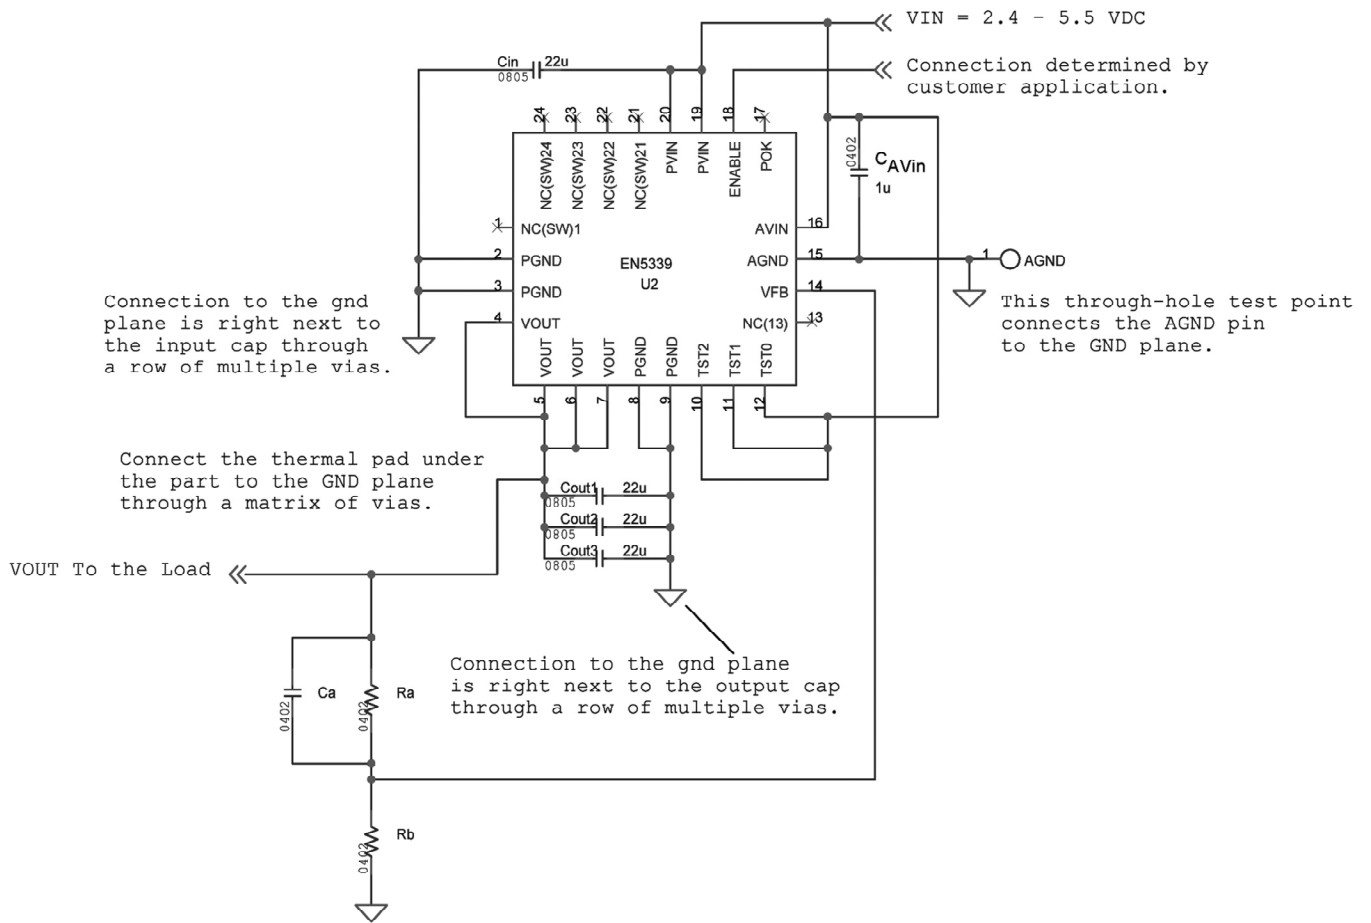 VIN = 2.4 – 5.5 VDC
Cin 22u
0805
Connection determined by
customer application.
24 23 22 21 20 19 18 17
NC(SW)24
NC(SW)23
NC(SW)22
NC(SW)21
PVIN
PVIN
ENABLE
POK
0402
CAVin
1u
1 NC(SW)1
AVIN 16
2 PGND
EN5339
AGND 15
1 AGND
U2
3 PGND
VFB 14
4 VOUT
NC(13) 13
Connection to the gnd
plane is right next to
the input cap through
a row of multiple vias.
This through-hole test point
connects the AGND pin
to the GND plane.
VOUT
VOUT
VOUT
PGND
PGND
TST2
TST1
TST0
5 6 7 8 9 10 11 12
Connect the thermal pad under
the part to the GND plane
through a matrix of vias.
Cout1 22u
0805
Cout2 22u
0805
Cout3 22u
0805
VOUT To the Load
Connection to the gnd plane
is right next to the output cap
through a row of multiple vias.
Ca
0402
Ra
0402
Rb
0402